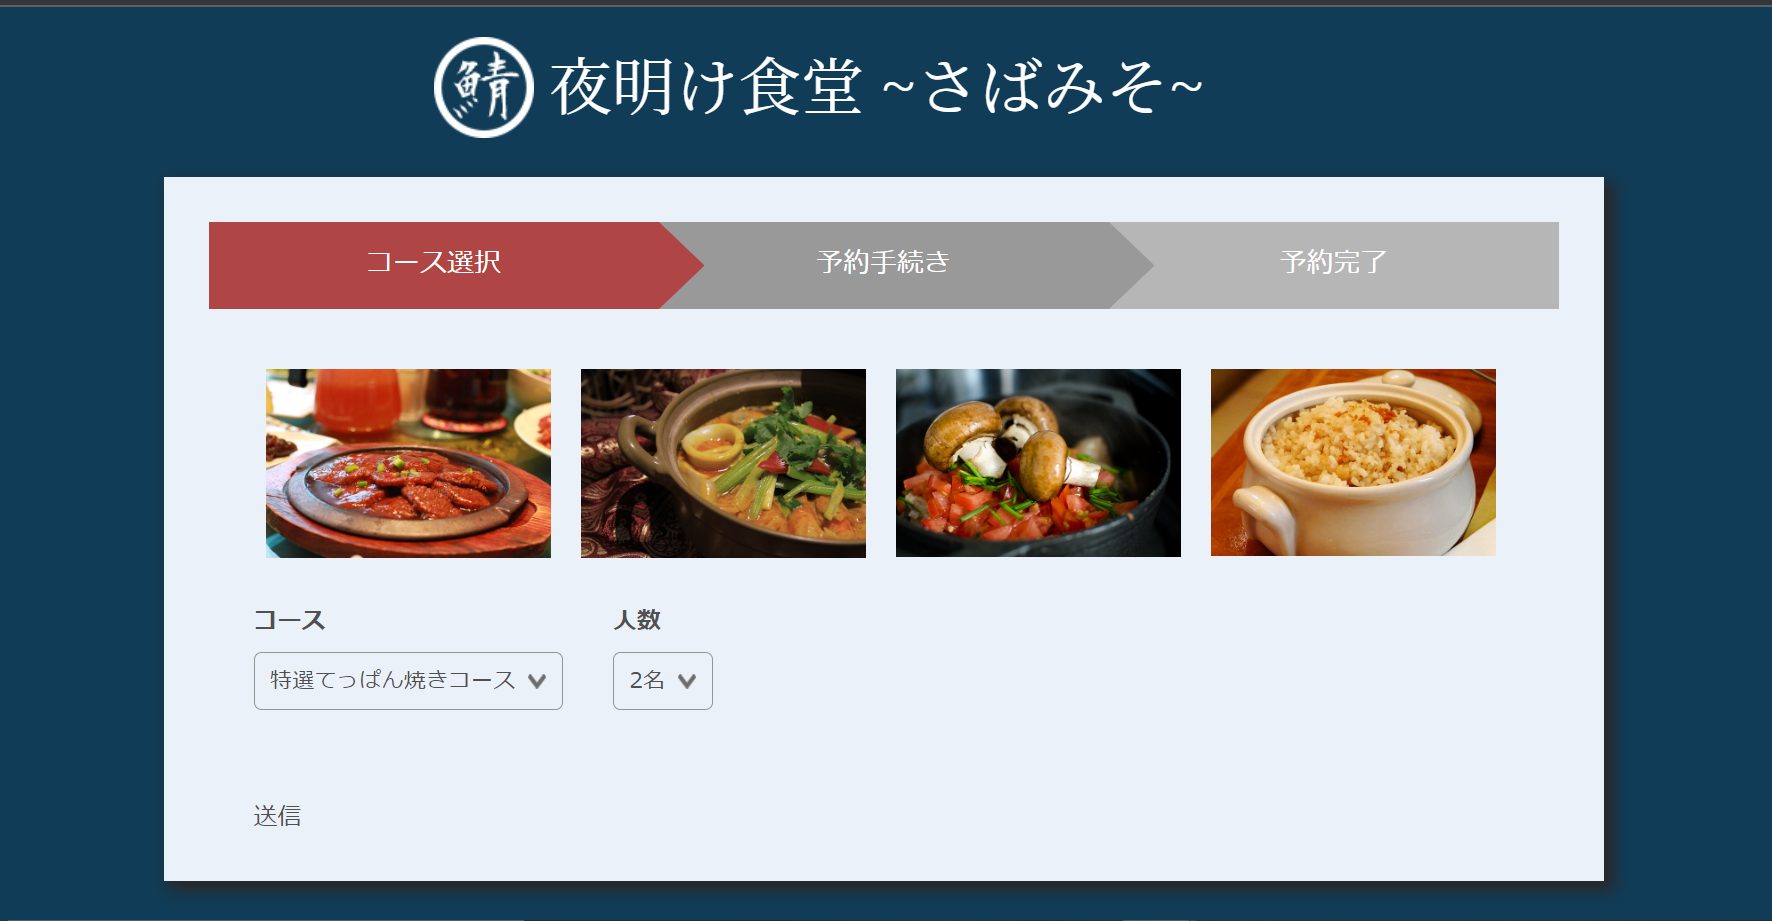 鯖 夜明け食堂 ~さばみそ~
コース選択 予約手続き 予約完了
コース 人数
特選てっぱん焼きコース 2名
送信